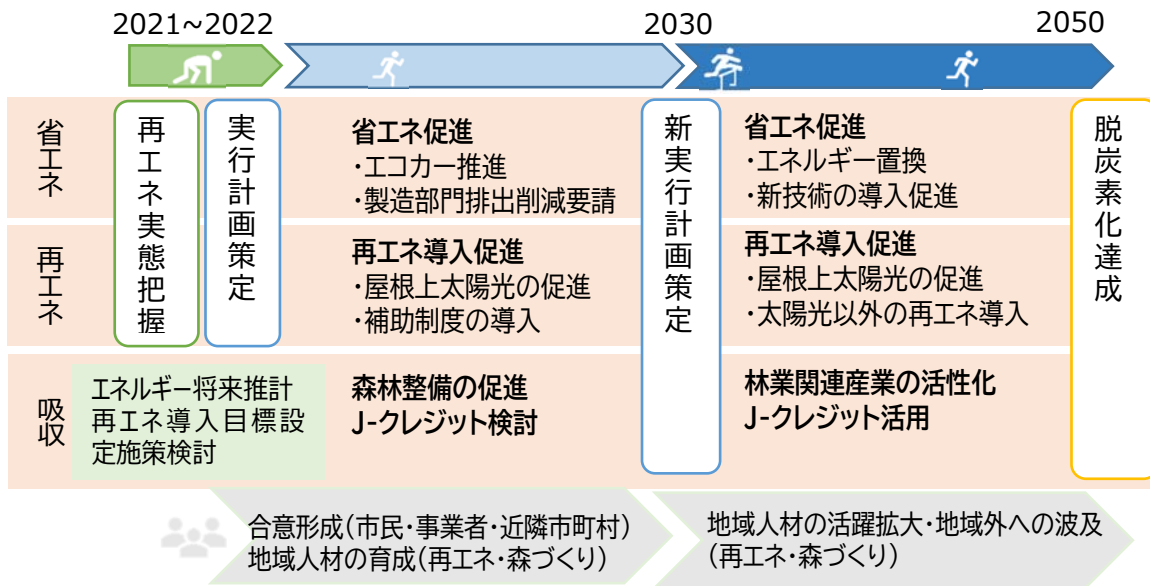 2021~2022
2030
2050
省エネ
再エネ
吸収
再エネ実態把握
実行計画策定
エネルギー将来推計
再エネ導入目標設
定施策検討
省エネ促進
・エコカー推進
・製造部門排出削減要請
再エネ導入促進
・屋根上太陽光の促進
・補助制度の導入
森林整備の促進
J-クレジット検討
新実行計画策定
省エネ促進
・エネルギー置換
・新技術の導入促進
再エネ導入促進
・屋根上太陽光の促進
・太陽光以外の再エネ導入
林業関連産業の活性化
J-クレジット活用
脱炭素化達成
合意形成(市民・事業者・近隣市町村)
地域人材の育成(再エネ・森づくり)
地域人材の活躍拡大・地域外への波及
(再エネ・森づくり)